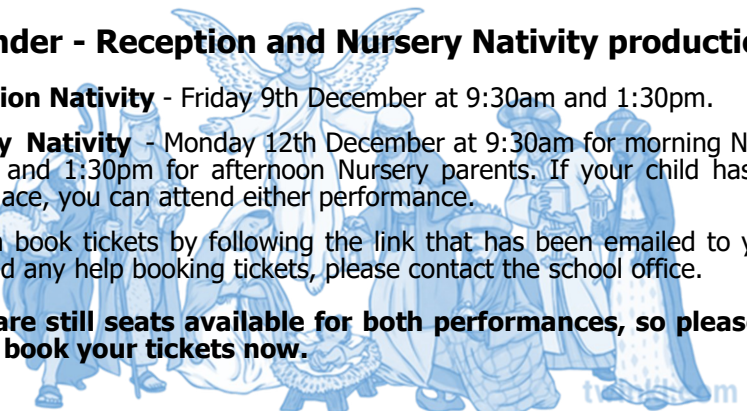 nder - Reception and Nursery Nativity productio
ion Nativity - Friday 9th December at 9:30am and 1:30pm.
y Nativity - Monday 12th December at 9:30am for morning N
and 1:30pm for afternoon Nursery parents. If your child has
ace, you can attend either performance.
book tickets by following the link that has been emailed to y
d any help booking tickets, please contact the school office.
are still seats available for both performances, so please
book your tickets now.